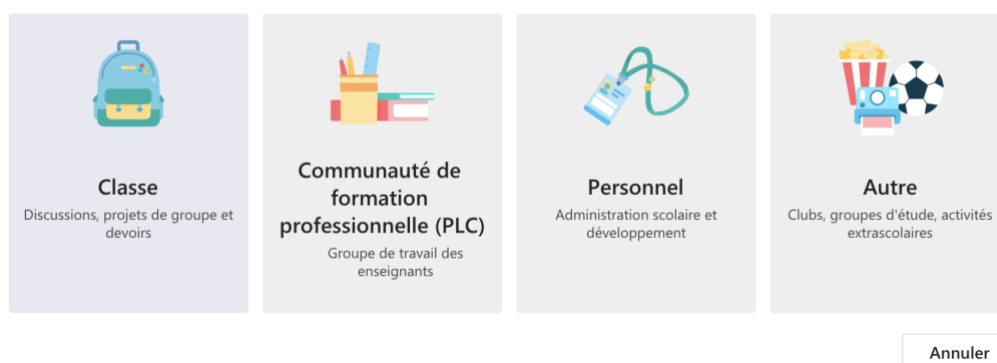 Classe
Discussions, projets de groupe et
devoirs
Communauté de
formation
professionnelle (PLC)
Groupe de travail des
enseignants
Personnel
Administration scolaire et
développement
Autre
Clubs, groupes d'étude, activités
extrascolaires
Annuler